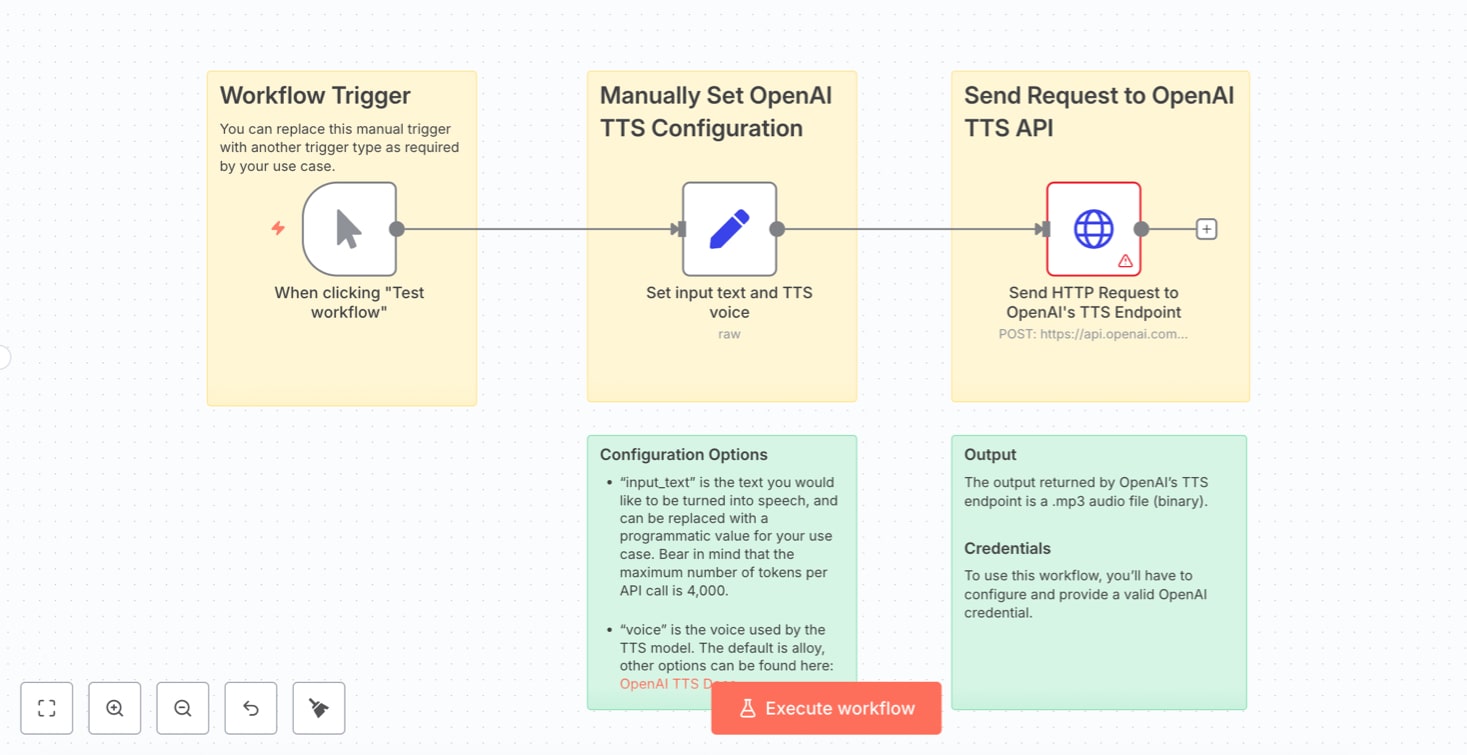 Workflow Trigger
You can replace this manual trigger
with another trigger type as required
by your use case.
When clicking "Test
workflow"
Manually Set OpenAI
TTS Configuration
Set input text and TTS
voice
raw
Send Request to OpenAI
TTS API
Send HTTP Request to
OpenAI's TTS Endpoint
POST: https://api.openai.com...
Configuration Options
• “input_text” is the text you would
like to be turned into speech, and
can be replaced with a
programmatic value for your use
case. Bear in mind that the
maximum number of tokens per
API call is 4,000.
• “voice” is the voice used by the
TTS model. The default is alloy,
other options can be found here:
OpenAI TTS
Output
The output returned by OpenAI’s TTS
endpoint is a .mp3 audio file (binary).
Credentials
To use this workflow, you’ll have to
configure and provide a valid OpenAI
credential.
Execute workflow